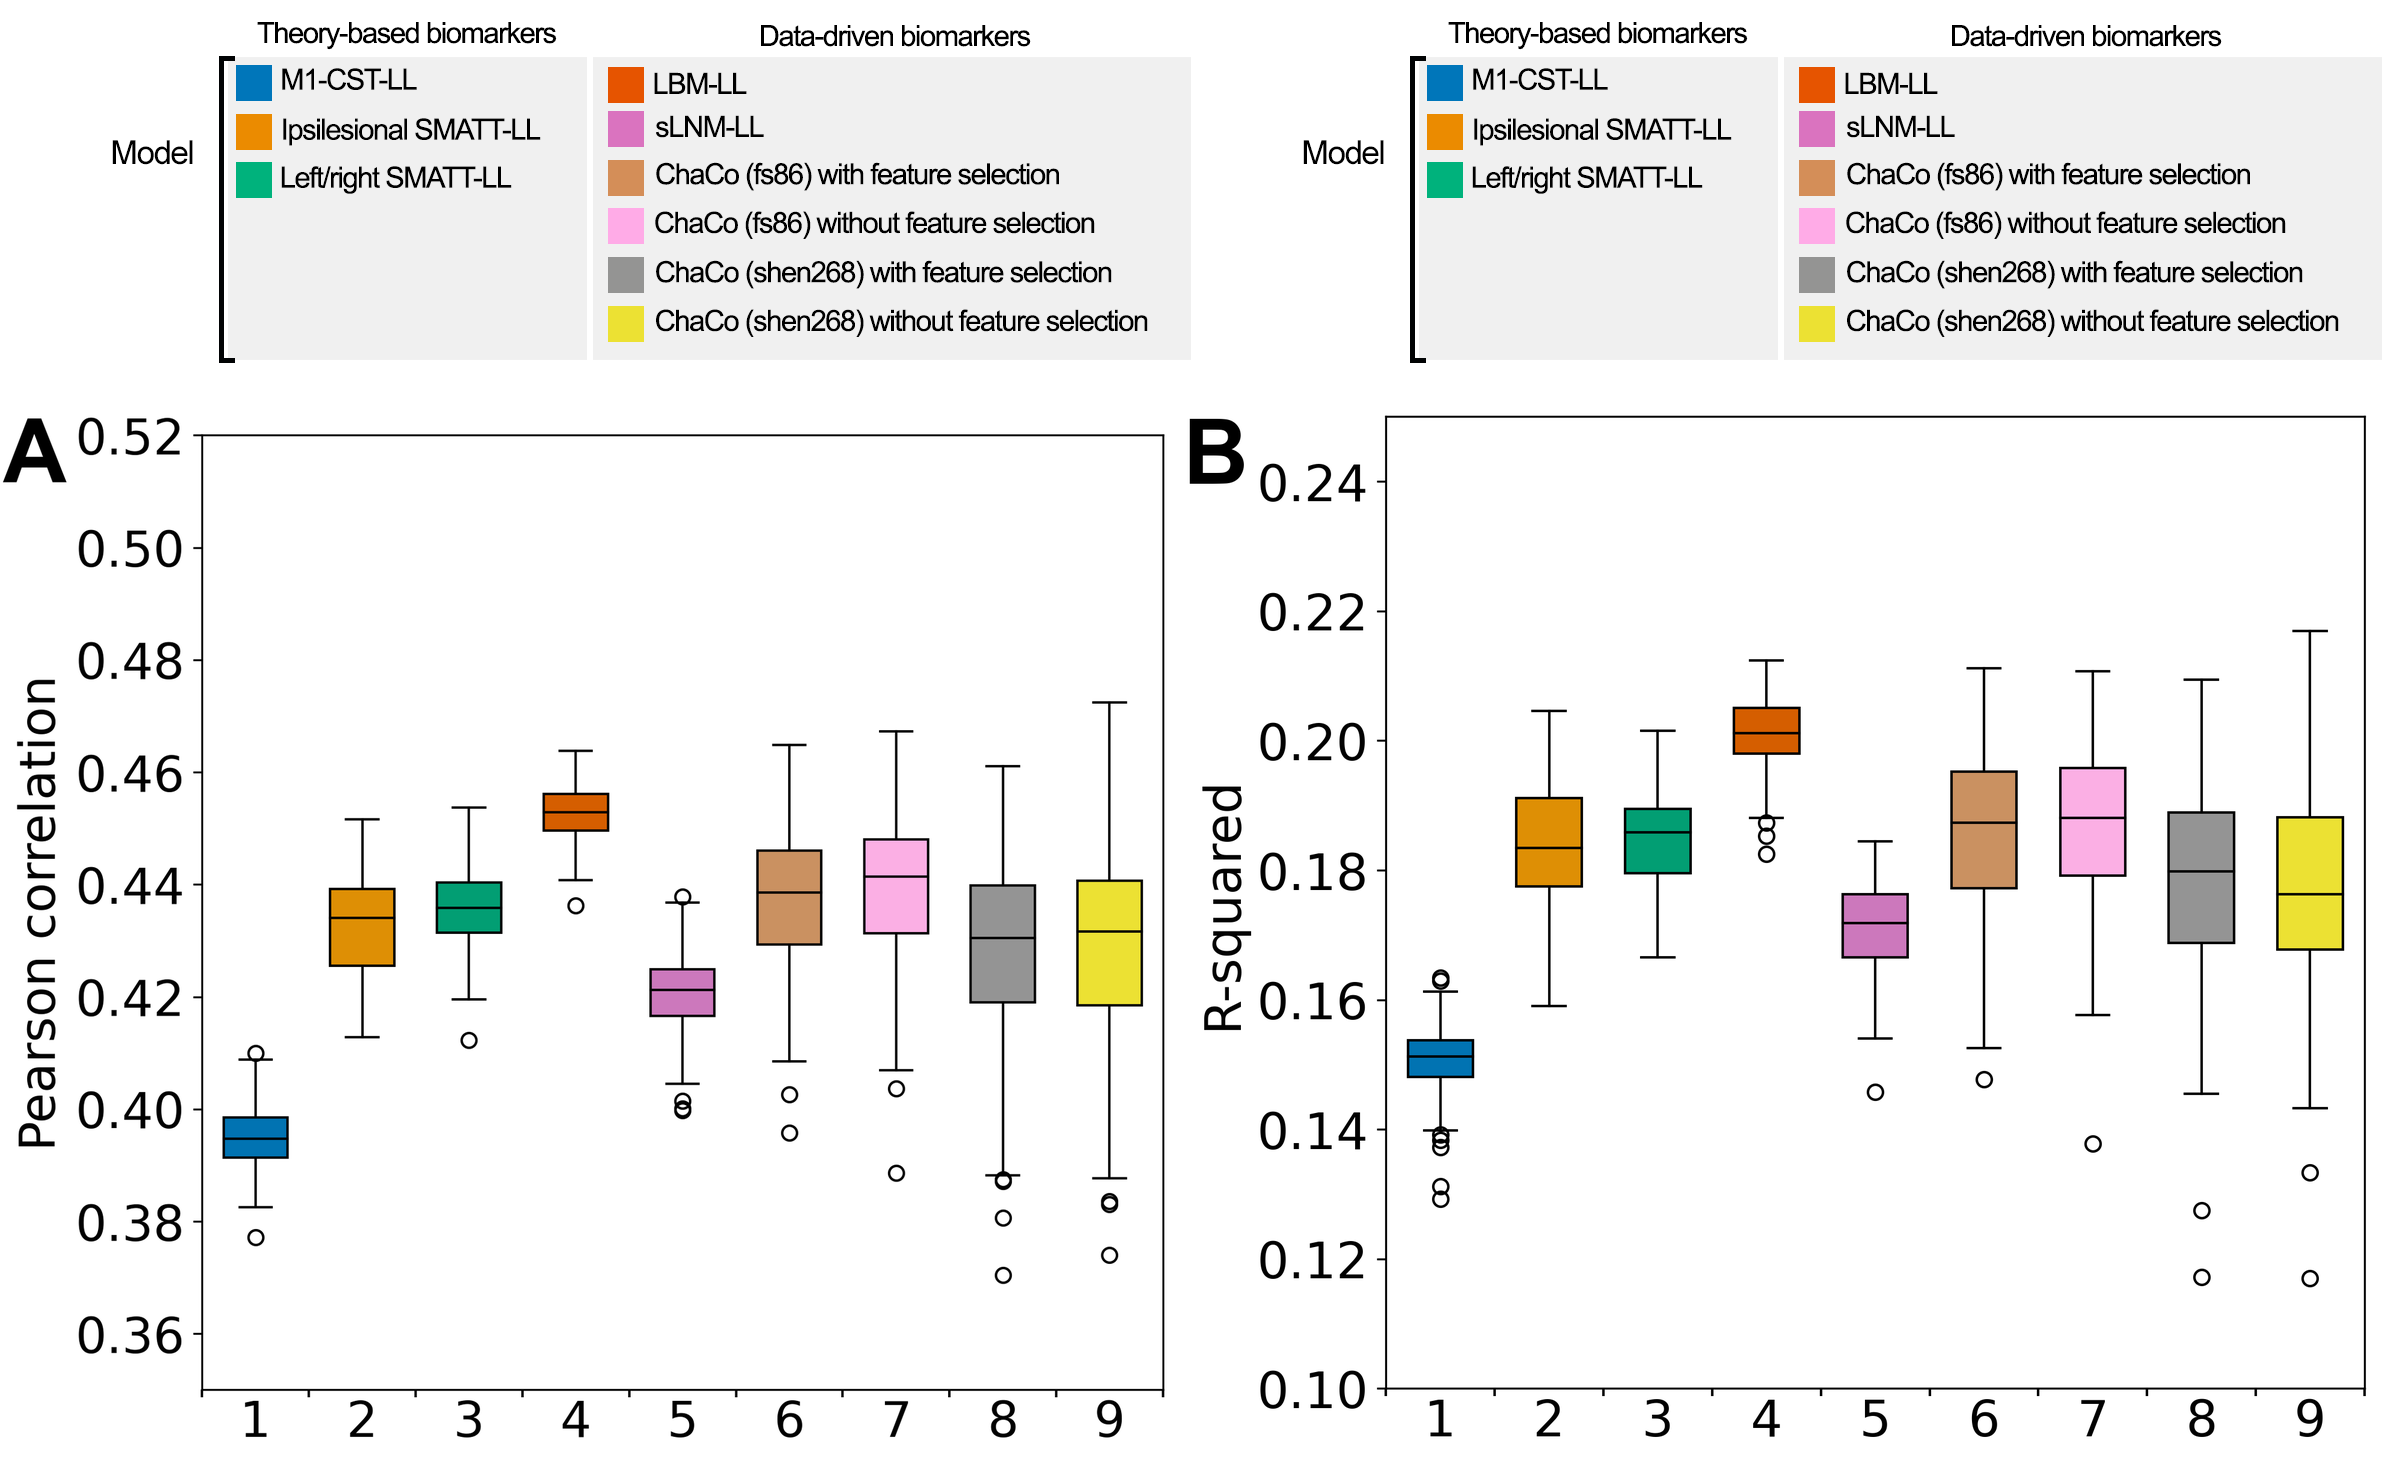 Theory-based biomarkers
Data-driven biomarkers
Model
M1-CST-LL
Ipsilesional SMATT-LL
Left/right SMATT-LL
LBM-LL
sLNM-LL
ChaCo (fs86) with feature selection
ChaCo (fs86) without feature selection
ChaCo (shen268) with feature selection
ChaCo (shen268) without feature selection
Theory-based biomarkers
Data-driven biomarkers
Model
M1-CST-LL
Ipsilesional SMATT-LL
Left/right SMATT-LL
LBM-LL
sLNM-LL
ChaCo (fs86) with feature selection
ChaCo (fs86) without feature selection
ChaCo (shen268) with feature selection
ChaCo (shen268) without feature selection
A
Pearson correlation
0.52
0.50
0.48
0.46
0.44
0.42
0.40
0.38
0.36
1 2 3 4 5 6 7 8 9
B
R-squared
0.24
0.22
0.20
0.18
0.16
0.14
0.12
0.10
1 2 3 4 5 6 7 8 9